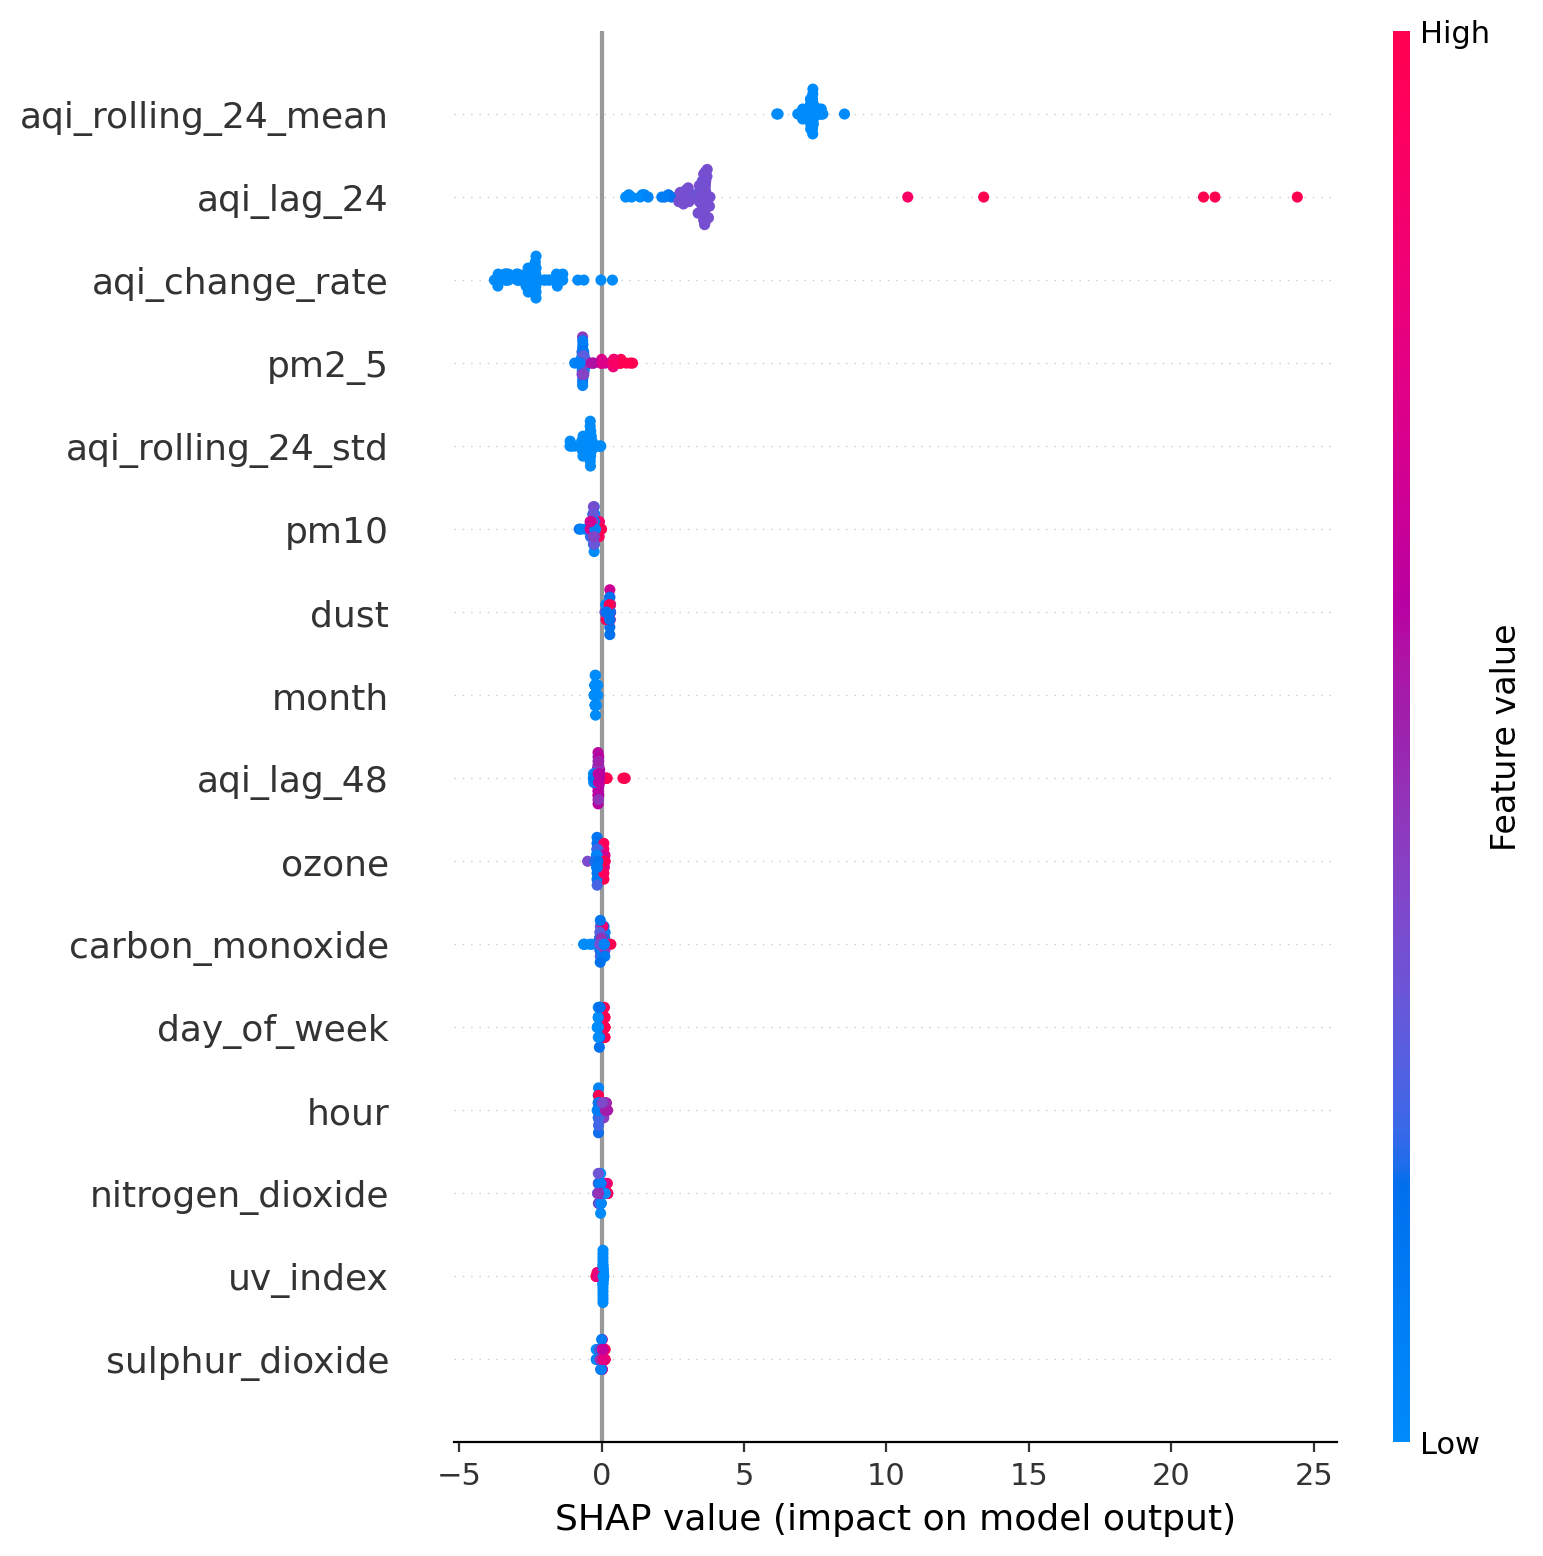 High
aqi_rolling_24_mean
aqi_lag_24
aqi_change_rate
pm2_5
aqi_rolling_24_std
pm10
dust
month
aqi_lag_48
ozone
carbon_monoxide
day_of_week
hour
nitrogen_dioxide
uv_index
sulphur_dioxide
Feature value
Low
−5 0 5 10 15 20 25
SHAP value (impact on model output)